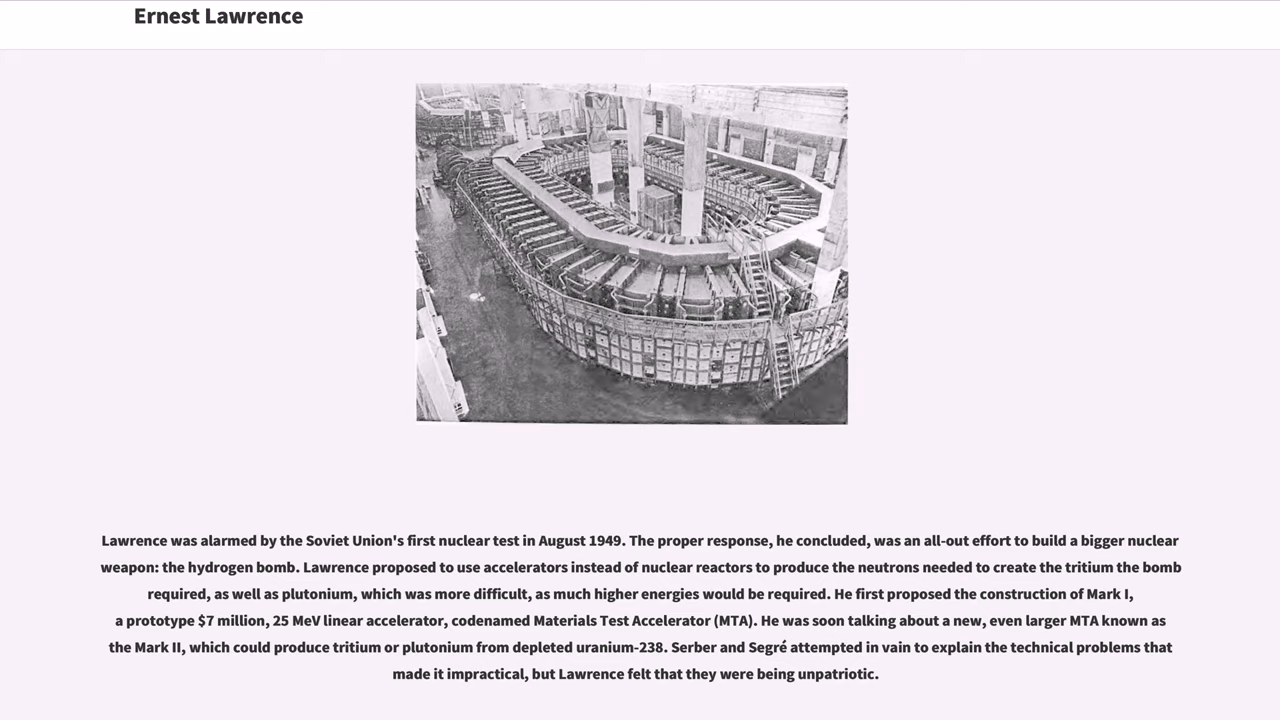 Ernest Lawrence
Lawrence was alarmed by the Soviet Union's first nuclear test in August 1949. The proper response, he concluded, was an all-out effort to build a bigger nuclear
weapon: the hydrogen bomb. Lawrence proposed to use accelerators instead of nuclear reactors to produce the neutrons needed to create the tritium the bomb
required, as well as plutonium, which was more difficult, as much higher energies would be required. He first proposed the construction of Mark I,
a prototype $7 million, 25 MeV linear accelerator, codenamed Materials Test Accelerator (MTA). He was soon talking about a new, even larger MTA known as
the Mark II, which could produce tritium or plutonium from depleted uranium-238. Serber and Segré attempted in vain to explain the technical problems that
made it impractical, but Lawrence felt that they were being unpatriotic.